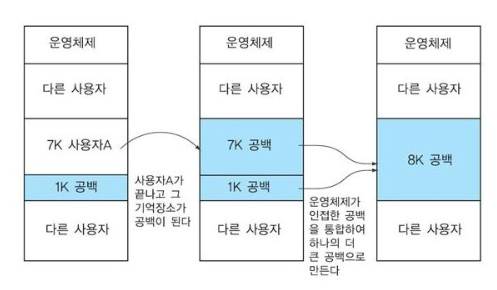 운영체제
다른 사용자
7K 사용자A
1K 공백
다른 사용자
사용자A가
끝나고 그
기억장소가
공백이 된다
운영체제
다른 사용자
7K 공백
1K 공백
다른 사용자
운영체제가
인접한 공백
을 통합하여
하나의 더
큰 공백으로
만든다
운영체제
다른 사용자
8K 공백
다른 사용자